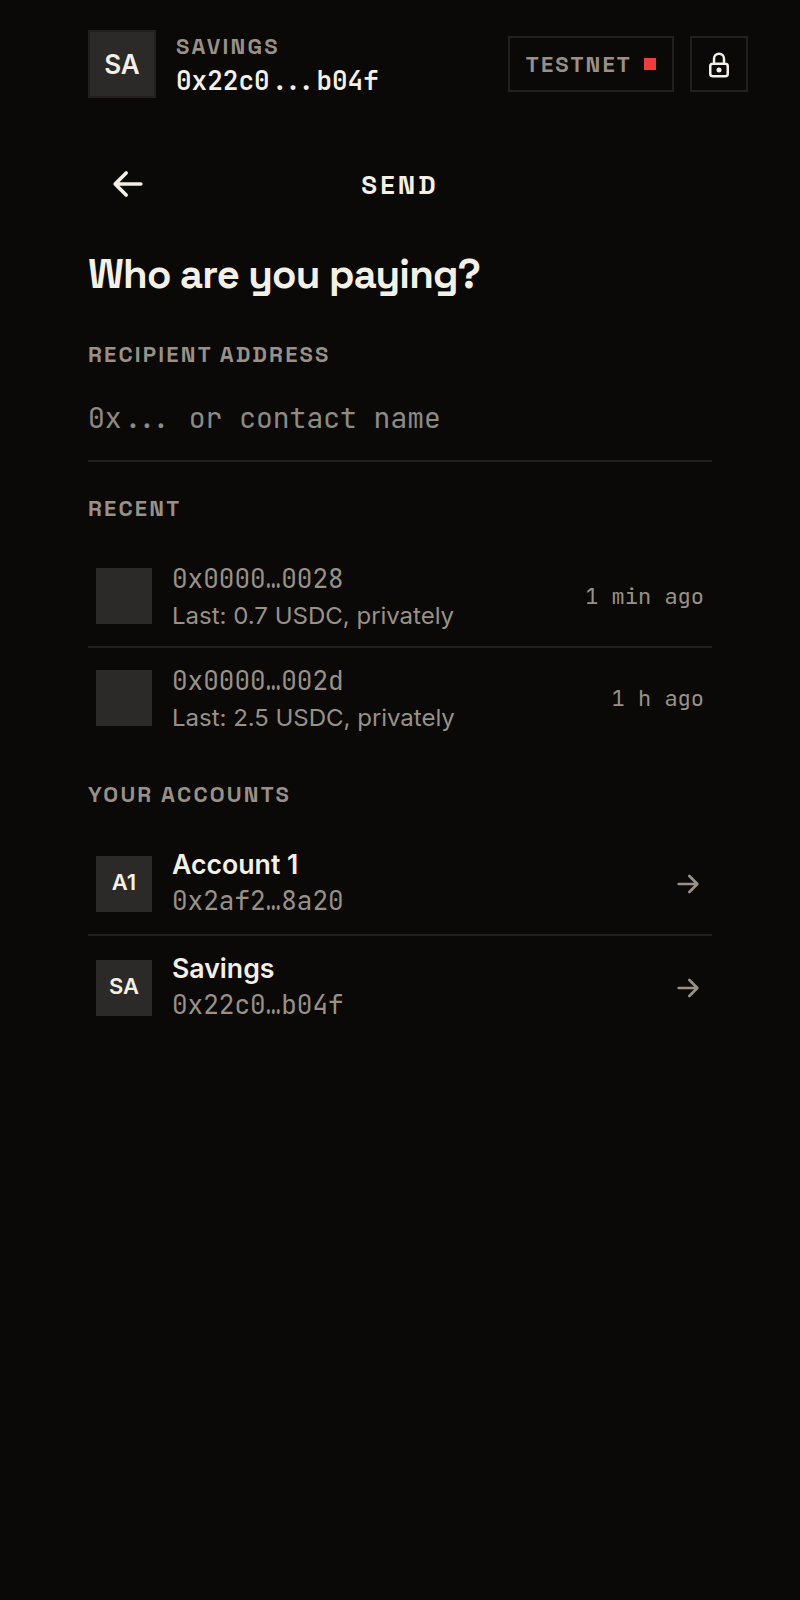 SA
SAVINGS
0x22c0...b04f
TESTNET
SEND
Who are you paying?
RECIPIENT ADDRESS
0x... or contact name
RECENT
0x0000…0028
Last: 0.7 USDC, privately
1 min ago
0x0000…002d
Last: 2.5 USDC, privately
1 h ago
YOUR ACCOUNTS
A1
Account 1
0x2af2…8a20
SA
Savings
0x22c0…b04f